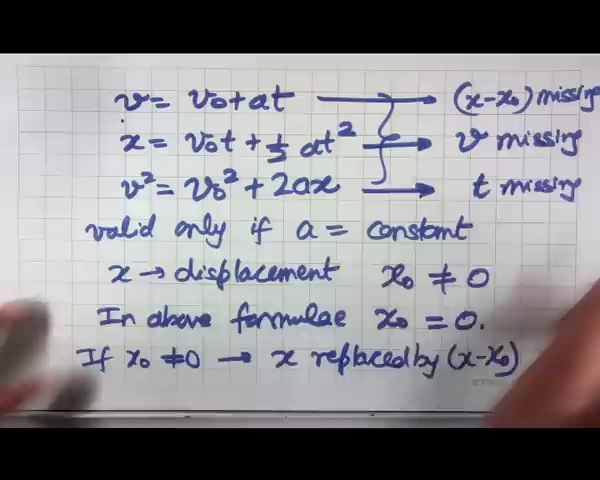 v = v₀ + at → (x-x₀) missing
x = v₀t + ½ at² → v missing
v² = v₀² + 2ax → t missing
valid only if a = constant
x → displacement x₀ ≠ 0
In above formulae x₀ = 0.
If x₀ ≠ 0 → x replaced by (x-x₀)